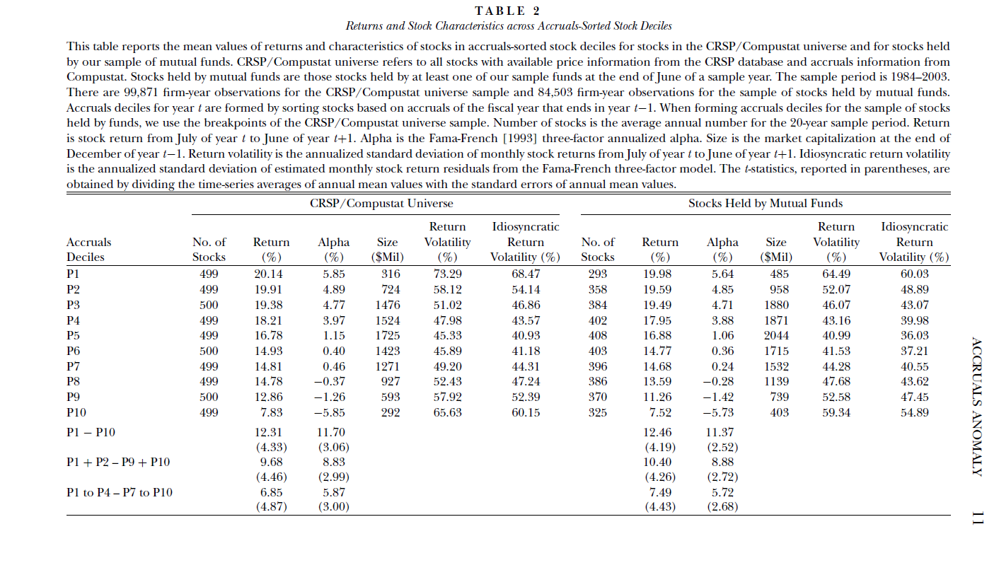 TABLE 2
Returns and Stock Characteristics across Accruals-Sorted Stock Deciles
This table reports the mean values of returns and characteristics of stocks in accruals-sorted stock deciles for stocks in the CRSP/Compustat universe and for stocks held
by our sample of mutual funds. CRSP/Compustat universe refers to all stocks with available price information from the CRSP database and accruals information from
Compustat. Stocks held by mutual funds are those stocks held by at least one of our sample funds at the end of June of a sample year. The sample period is 1984–2003.
There are 99,871 firm-year observations for the CRSP/Compustat universe sample and 84,503 firm-year observations for the sample of stocks held by mutual funds.
Accruals deciles for year t are formed by sorting stocks based on accruals of the fiscal year that ends in year t−1. When forming accruals deciles for the sample of stocks
held by funds, we use the breakpoints of the CRSP/Compustat universe sample. Number of stocks is the average annual number for the 20-year sample period. Return
is stock return from July of year t to June of year t+1. Alpha is the Fama-French [1993] three-factor annualized alpha. Size is the market capitalization at the end of
December of year t−1. Return volatility is the annualized standard deviation of monthly stock returns from July of year t to June of year t+1. Idiosyncratic return volatility
is the annualized standard deviation of estimated monthly stock return residuals from the Fama-French three-factor model. The t-statistics, reported in parentheses, are
obtained by dividing the time-series averages of annual mean values with the standard errors of annual mean values.
CRSP/Compustat Universe Stocks Held by Mutual Funds
Return Idiosyncratic Return Idiosyncratic
Accruals No. of Return Alpha Size Volatility Return No. of Return Alpha Size Volatility Return
Deciles Stocks (%) (%) ($Mil) (%) Volatility (%) Stocks (%) (%) ($Mil) (%) Volatility (%)
P1 499 20.14 5.85 316 73.29 68.47 293 19.98 5.64 485 64.49 60.03
P2 499 19.91 4.89 724 58.12 54.14 358 19.59 4.85 958 52.07 48.89
P3 500 19.38 4.77 1476 51.02 46.86 384 19.49 4.71 1880 46.07 43.07
P4 499 18.21 3.97 1524 47.98 43.57 402 17.95 3.88 1871 43.16 39.98
P5 499 16.78 1.15 1725 45.33 40.93 408 16.88 1.06 2044 40.99 36.03
P6 500 14.93 0.40 1423 45.89 41.18 403 14.77 0.36 1715 41.53 37.21
P7 499 14.81 0.46 1271 49.20 44.31 396 14.68 0.24 1532 44.28 40.55
P8 499 14.78 −0.37 927 52.43 47.24 386 13.59 −0.28 1139 47.68 43.62
P9 500 12.86 −1.26 593 57.92 52.39 370 11.26 −1.42 739 52.58 47.45
P10 499 7.83 −5.85 292 65.63 60.15 325 7.52 −5.73 403 59.34 54.89
P1 − P10 12.31 11.70 12.46 11.37
(4.33) (3.06) (4.19) (2.52)
P1 + P2 – P9 + P10 9.68 8.83 10.40 8.88
(4.46) (2.99) (4.26) (2.72)
P1 to P4 – P7 to P10 6.85 5.87 7.49 5.72
(4.87) (3.00) (4.43) (2.68)
ACCRUALS ANOMALY 11